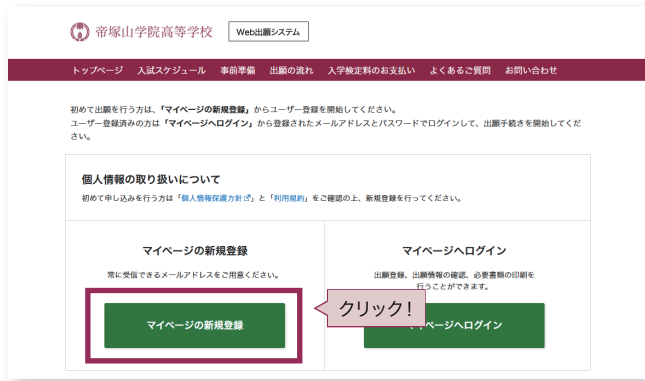 帝塚山学院高等学校
Web出願システム
トップページ 入試スケジュール 事前準備 出願の流れ 入学検定料のお支払い よくあるご質問 お問い合わせ
初めて出願を行う方は、「マイページの新規登録」からユーザー登録を開始してください。
ユーザー登録済みの方は「マイページへログイン」から登録されたメールアドレスとパスワードでログインして、出願手続きを開始してくだ
さい。
個人情報の取り扱いについて
初めて申し込みを行う方は「個人情報保護方針」と「利用規約」をご確認の上、新規登録を行ってください。
マイページの新規登録
常に受信できるメールアドレスをご用意ください。
マイページの新規登録
クリック！
マイページへログイン
出願登録、出願情報の確認、必要書類の印刷を
行うことができます。
マイページへログイン